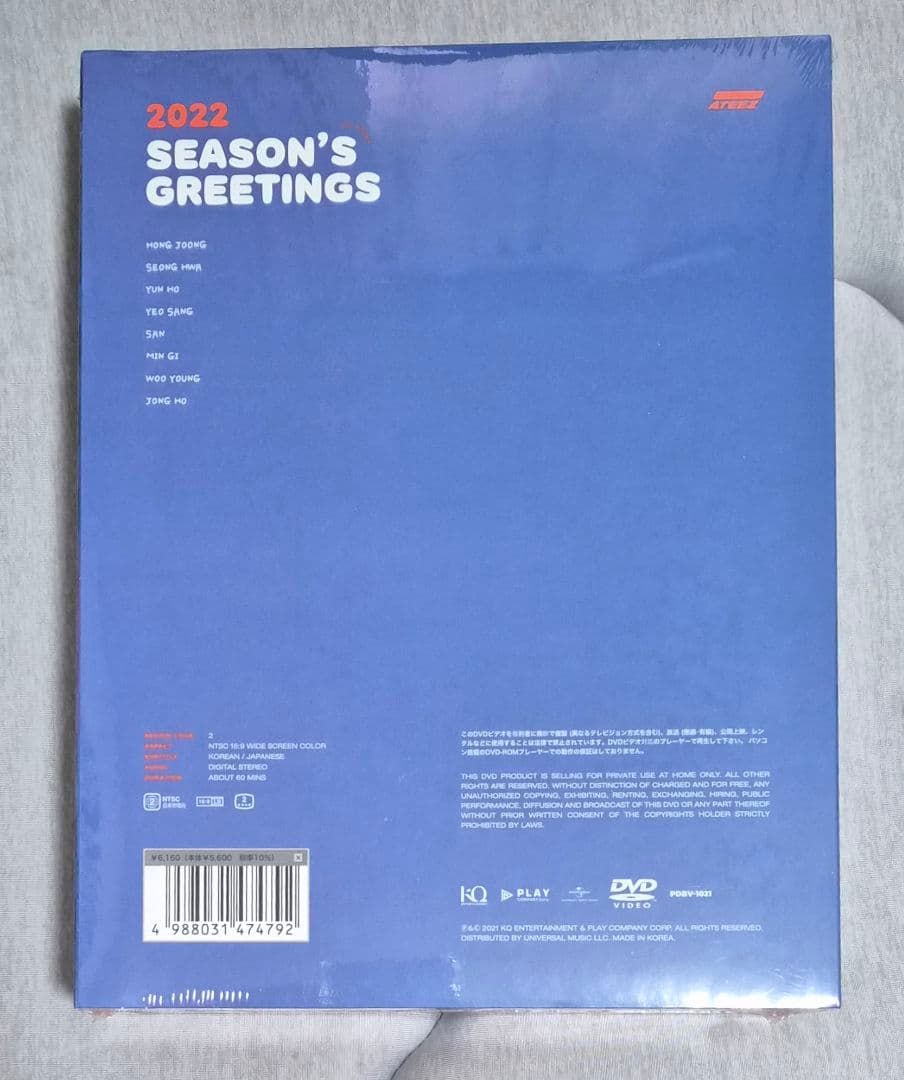 2022
SEASON'S
GREETINGS
ATEEZ
HONG JOONG
SEONG HWA
YUN HO
YEO SANG
SAN
MIN GI
WOO YOUNG
JONG HO
2
NTSC 16:9 WIDE SCREEN COLOR
KOREAN / JAPANESE
DIGITAL STEREO
ABOUT 60 MINS
2 NTSC
日本市場向
16:9 LB
2
¥6,160 (本体¥5,600 税率10%)
4 988031 474792
このDVDビデオを権利者に無断で複製 (異なるテレビジョン方式を含む)、放送 (無線·有線)、公開上映、レン
タルなどに使用することは法律で禁止されています。DVDビデオ対応のプレーヤーで再生して下さい。パソコ
ン搭載のDVD-ROMプレーヤーでの動作の保証はしておりません。
THIS DVD PRODUCT IS SELLING FOR PRIVATE USE AT HOME ONLY. ALL OTHER
RIGHTS ARE RESERVED. WITHOUT DISTINCTION OF CHARGED AND FOR FREE, ANY
UNAUTHORIZED COPYING, EXHIBITING, RENTING, EXCHANGING, HIRING, PUBLIC
PERFORMANCE, DIFFUSION AND BROADCAST OF THIS DVD OR ANY PART THEREOF
WITHOUT PRIOR WRITTEN CONSENT OF THE COPYRIGHTS HOLDER STRICTLY
PROHIBITED BY LAWS.
KQ
PLAY
DVD
VIDEO
PDBV-1021
℗&© 2021 KQ ENTERTAINMENT & PLAY COMPANY CORP. ALL RIGHTS RESERVED.
DISTRIBUTED BY UNIVERSAL MUSIC LLC. MADE IN KOREA.